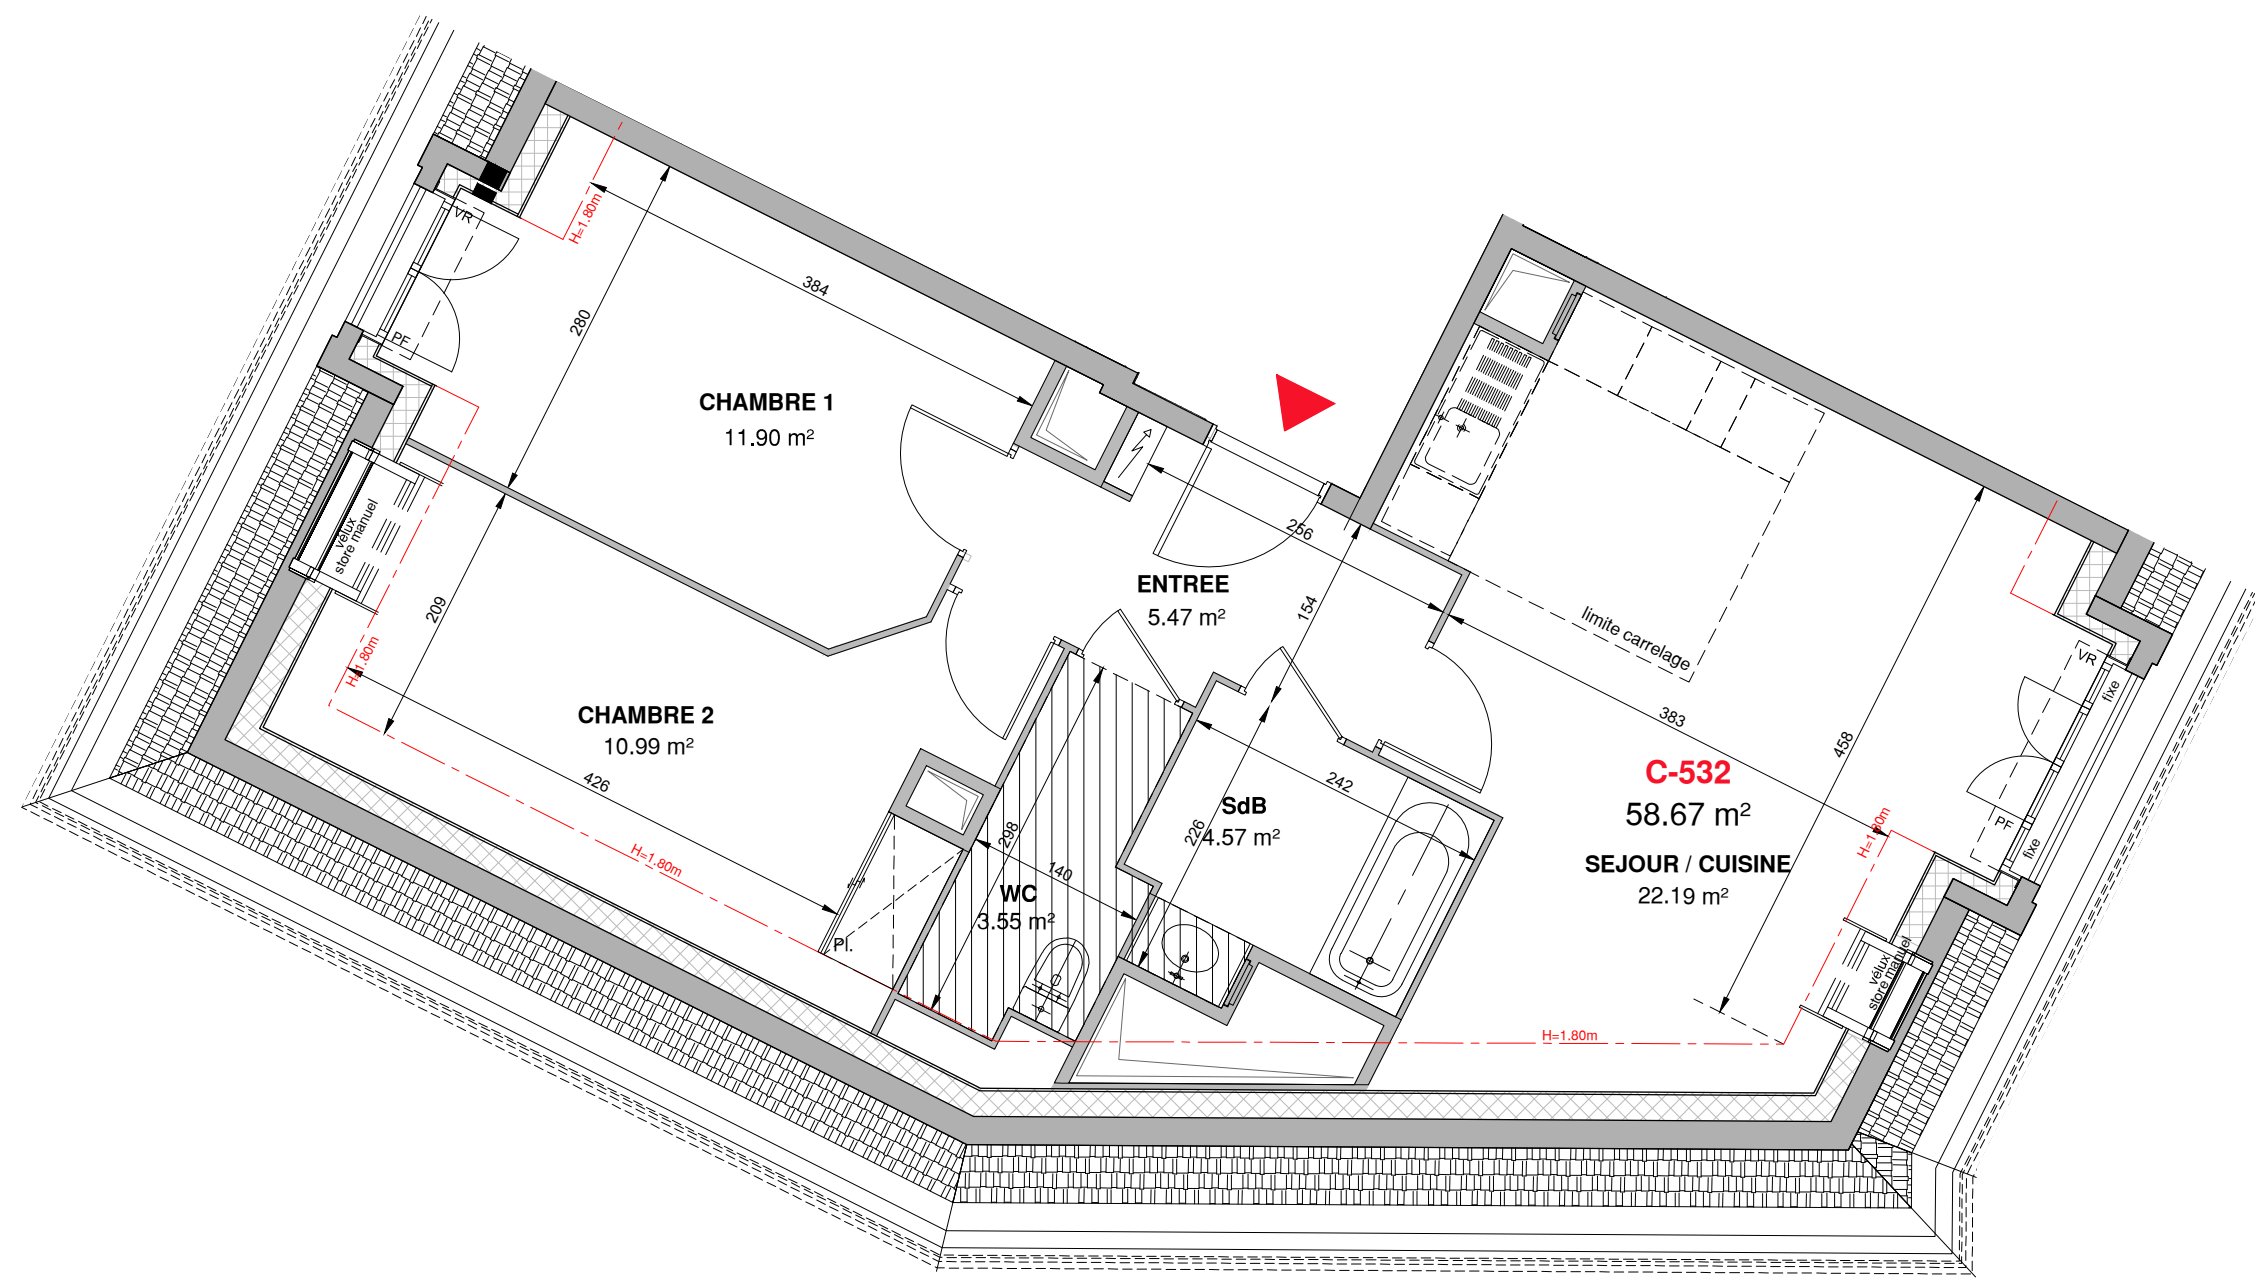 VR
H=1.80m
384
280
PF
CHAMBRE 1
11.90 m²
vélux
store manuel
256
ENTREE
5.47 m²
154
limite carrelage
209
H=1.80m
383
VR
fixe
458
CHAMBRE 2
10.99 m²
426
C-532
58.67 m²
242
SdB
4.57 m²
226
298
H=1.80m
PF
fixe
H=1.80m
SEJOUR / CUISINE
22.19 m²
140
WC
3.55 m²
Pl.
vélux
store manuel
H=1.80m